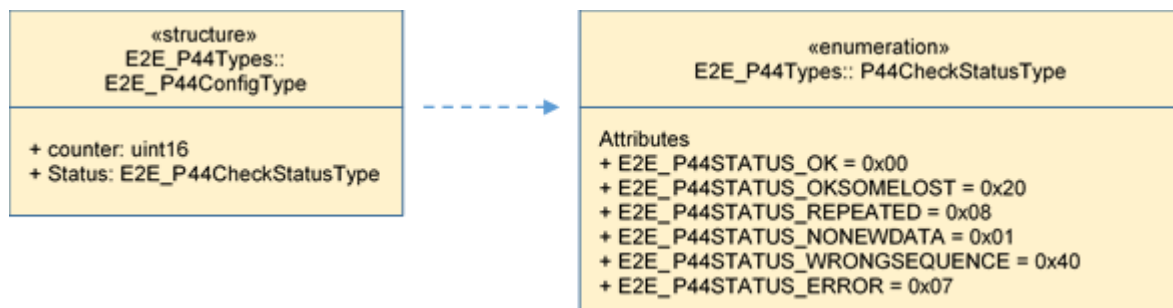 «structure»
E2E_P44Types::
E2E_P44ConfigType
+ counter: uint16
+ Status: E2E_P44CheckStatusType
«enumeration»
E2E_P44Types:: P44CheckStatusType
Attributes
+ E2E_P44STATUS_OK = 0x00
+ E2E_P44STATUS_OKSOMELOST = 0x20
+ E2E_P44STATUS_REPEATED = 0x08
+ E2E_P44STATUS_NONEWDATA = 0x01
+ E2E_P44STATUS_WRONGSEQUENCE = 0x40
+ E2E_P44STATUS_ERROR = 0x07